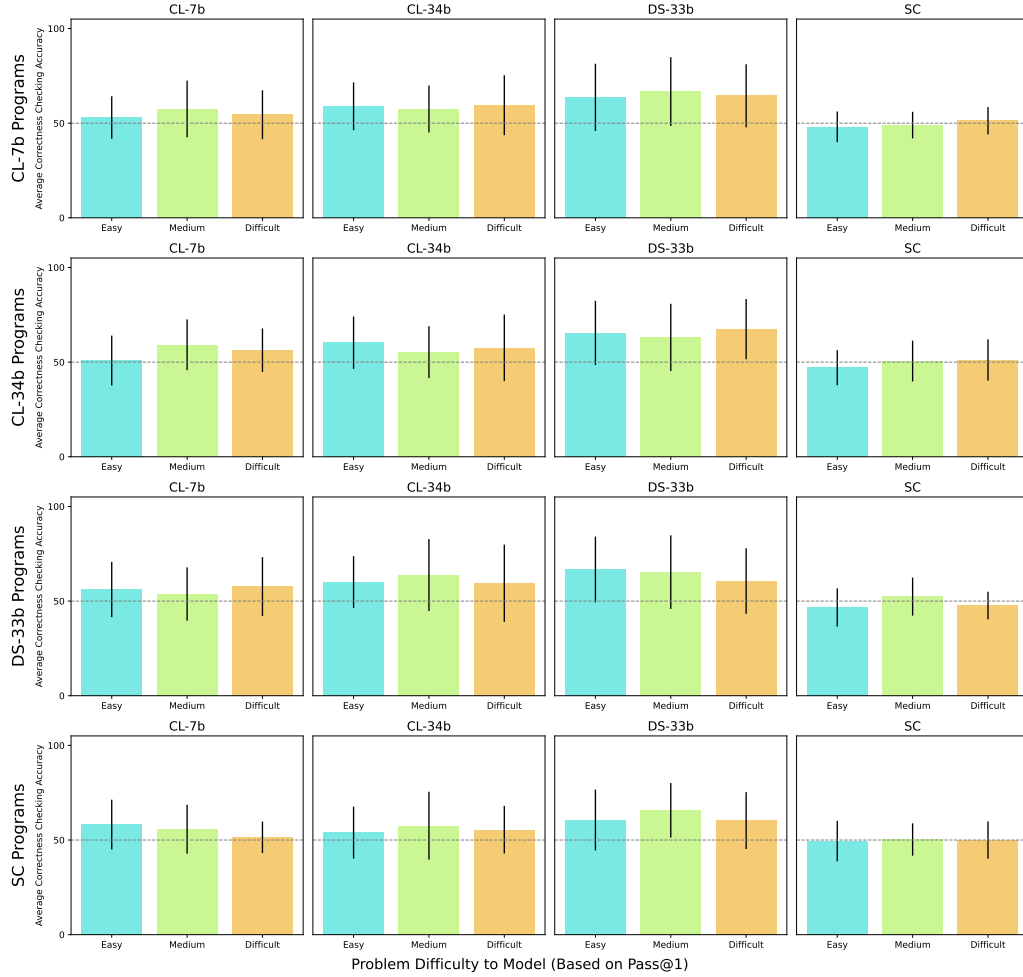 CL-7b CL-34b DS-33b SC
CL-7b Programs
Average Correctness Checking Accuracy
100
50
0
Easy Medium Difficult Easy Medium Difficult Easy Medium Difficult Easy Medium Difficult
CL-7b CL-34b DS-33b SC
CL-34b Programs
Average Correctness Checking Accuracy
100
50
0
Easy Medium Difficult Easy Medium Difficult Easy Medium Difficult Easy Medium Difficult
CL-7b CL-34b DS-33b SC
DS-33b Programs
Average Correctness Checking Accuracy
100
50
0
Easy Medium Difficult Easy Medium Difficult Easy Medium Difficult Easy Medium Difficult
CL-7b CL-34b DS-33b SC
SC Programs
Average Correctness Checking Accuracy
100
50
0
Easy Medium Difficult Easy Medium Difficult Easy Medium Difficult Easy Medium Difficult
Problem Difficulty to Model (Based on Pass@1)